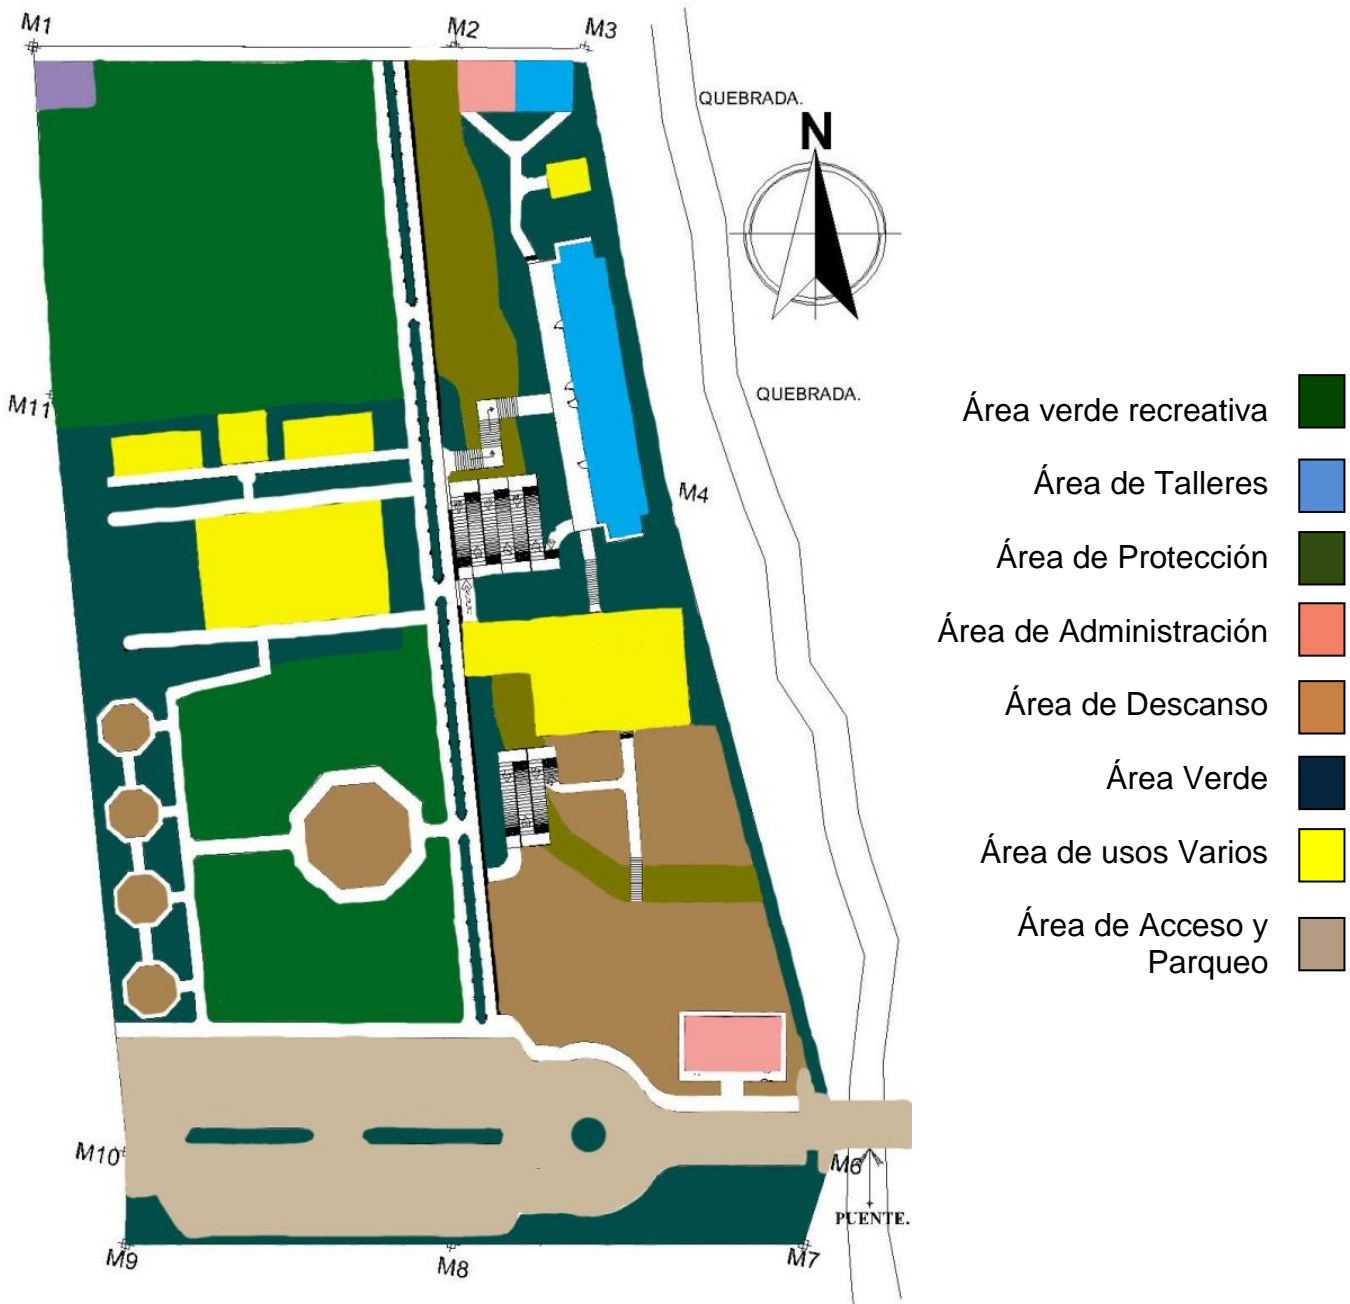 M1
M2
M3
QUEBRADA.
N
QUEBRADA.
M11
M4
Área verde recreativa
Área de Talleres
Área de Protección
Área de Administración
Área de Descanso
Área Verde
Área de usos Varios
Área de Acceso y
Parqueo
M10
M6
PUENTE.
M9
M8
M7